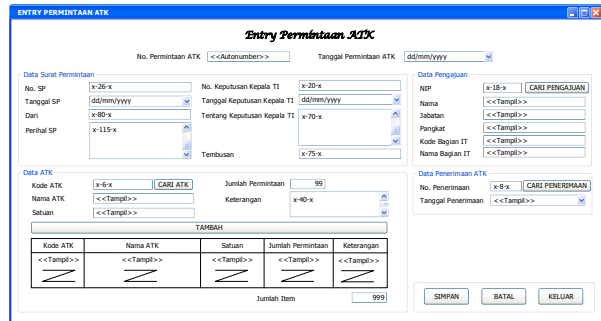 ENTRY PERMINTAAN ATK
Entry Permintaan ATK
No. Permintaan ATK <<Autonumber>> Tanggal Permintaan ATK dd/mm/yyyy
Data Surat Permintaan
No. SP x-26-x No. Keputusan Kepala TI x-20-x
Tanggal SP dd/mm/yyyy Tanggal Keputusan Kepala TI dd/mm/yyyy
Dari x-80-x Tentang Keputusan Kepala TI x-70-x
Perihal SP x-115-x
Tembusan x-75-x
Data Pengajuan
NIP x-18-x CARI PENGAJUAN
Nama <<Tampil>>
Jabatan <<Tampil>>
Pangkat <<Tampil>>
Kode Bagian IT <<Tampil>>
Nama Bagian IT <<Tampil>>
Data ATK
Kode ATK x-6-x CARI ATK Jumlah Permintaan 99
Nama ATK <<Tampil>> Keterangan x-40-x
Satuan <<Tampil>>
TAMBAH
Kode ATK Nama ATK Satuan Jumlah Permintaan Keterangan
<<Tampil>> <<Tampil>> <<Tampil>> <<Tampil>> <<Tampil>>
Jumlah Item 999
Data Penerimaan ATK
No. Penerimaan x-8-x CARI PENERIMAAN
Tanggal Penerimaan <<Tampil>>
SIMPAN BATAL KELUAR